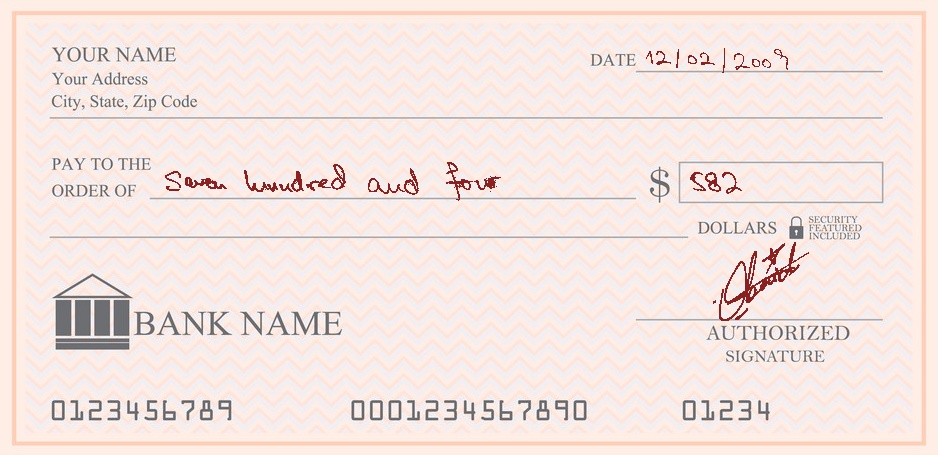 YOUR NAME
Your Address
City, State, Zip Code
DATE 12/02/2009
PAY TO THE
ORDER OF Seven hundred and four $ 582
DOLLARS SECURITY FEATURED INCLUDED
BANK NAME
AUTHORIZED
SIGNATURE
0123456789 0001234567890 01234